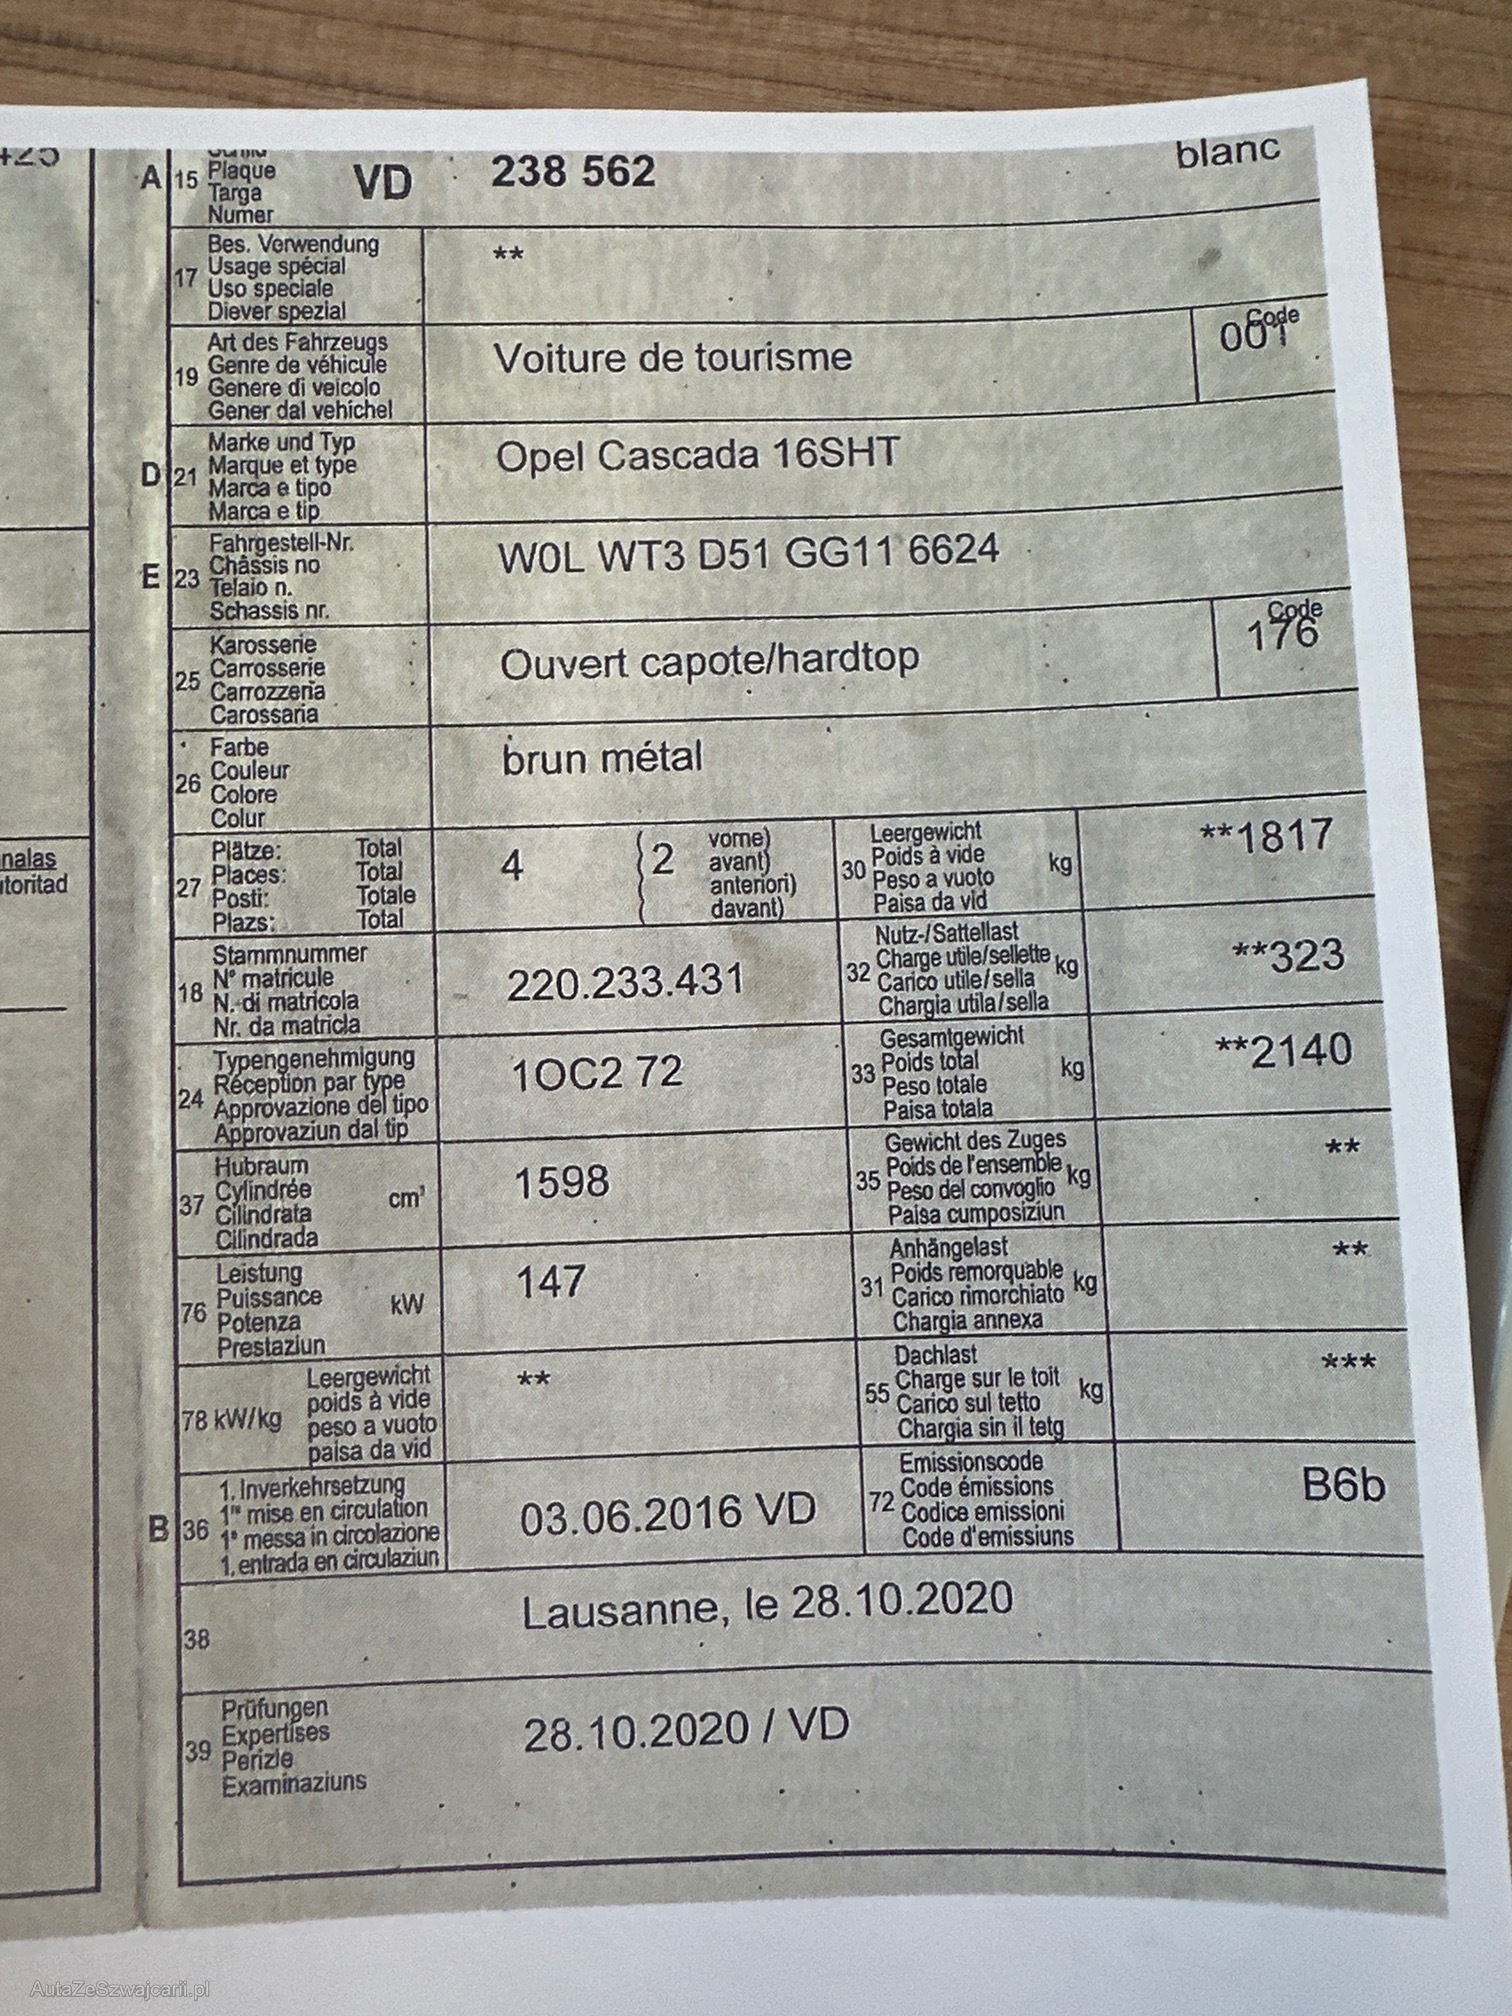 A 15 Plaque VD 238 562 blanc
Targa
Numer
17 Bes. Verwendung **
Usage spécial
Uso speciale
Diever spezial
19 Art des Fahrzeugs Voiture de tourisme Code 001
Genre de véhicule
Genere di veicolo
Gener dal vehichel
D 21 Marke und Typ Opel Cascada 16SHT
Marque et type
Marca e tipo
Marca e tip
E 23 Fahrgestell-Nr. W0L WT3 D51 GG11 6624
Châssis no
Telaio n.
Schassis nr.
25 Karosserie Ouvert capote/hardtop Code 176
Carrosserie
Carrozzeria
Carossaria
26 Farbe brun métal
Couleur
Colore
Colur
27 Plätze: Total 4 2 vorne)
Places: Total avant)
Posti: Totale anteriori)
Plazs: Total davant)
30 Leergewicht kg **1817
Poids à vide
Peso a vuoto
Paisa da vid
18 Stammnummer 220.233.431
N° matricule
N. di matricola
Nr. da matricla
32 Nutz-/Sattellast kg **323
Charge utile/sellette
Carico utile/sella
Chargia utila/sella
24 Typengenehmigung 1OC2 72
Réception par type
Approvazione del tipo
Approvaziun dal tip
33 Gesamtgewicht kg **2140
Poids total
Peso totale
Paisa totala
37 Hubraum cm³ 1598
Cylindrée
Cilindrata
Cilindrada
35 Gewicht des Zuges kg **
Poids de l'ensemble
Peso del convoglio
Paisa cumposiziun
76 Leistung kW 147
Puissance
Potenza
Prestaziun
31 Anhängelast kg **
Poids remorquable
Carico rimorchiato
Chargia annexa
78 kW/kg Leergewicht **
poids à vide
peso a vuoto
paisa da vid
55 Dachlast kg ***
Charge sur le toit
Carico sul tetto
Chargia sin il tetg
B 36 1. Inverkehrsetzung 03.06.2016 VD
1re mise en circulation
1a messa in circolazione
1. entrada en circulaziun
72 Emissionscode B6b
Code émissions
Codice emissioni
Code d'emissiuns
38 Lausanne, le 28.10.2020
39 Prüfungen 28.10.2020 / VD
Expertises
Perizie
Examinaziuns
AutaZeSzwajcarii.pl